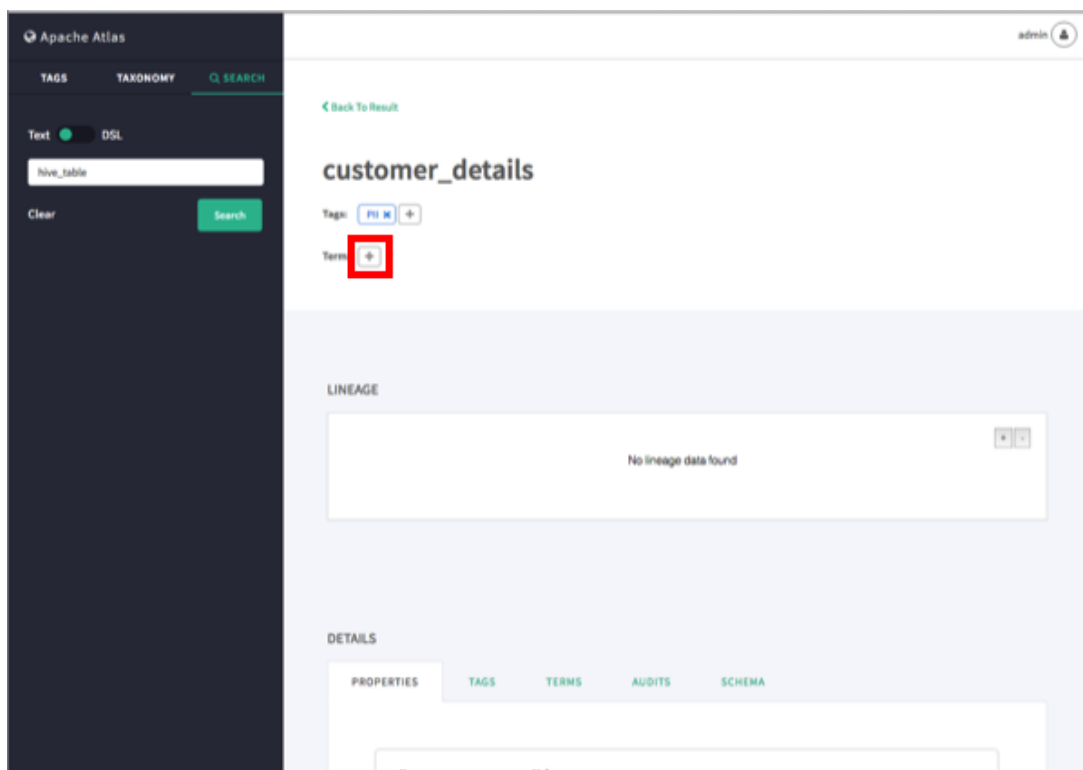 Apache Atlas
admin
TAGS TAXONOMY SEARCH
Back To Result
Text DSL
hive_table
customer_details
Clear Search
Tags: PII × +
Term +
LINEAGE
+ -
No lineage data found
DETAILS
PROPERTIES TAGS TERMS AUDITS SCHEMA